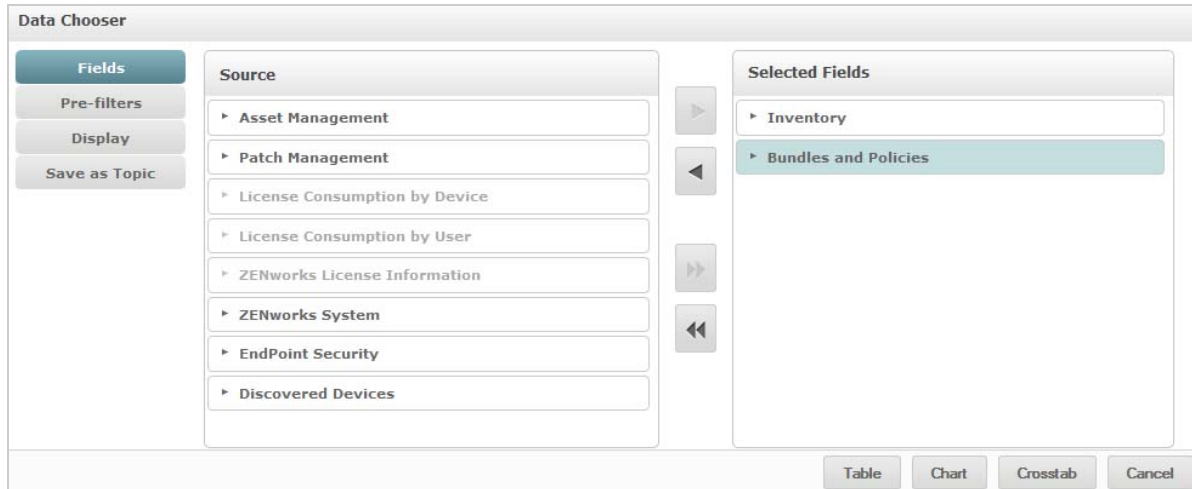 Data Chooser
Fields
Pre-filters
Display
Save as Topic
Source
Asset Management
Patch Management
License Consumption by Device
License Consumption by User
ZENworks License Information
ZENworks System
EndPoint Security
Discovered Devices
Selected Fields
Inventory
Bundles and Policies
Table
Chart
Crosstab
Cancel